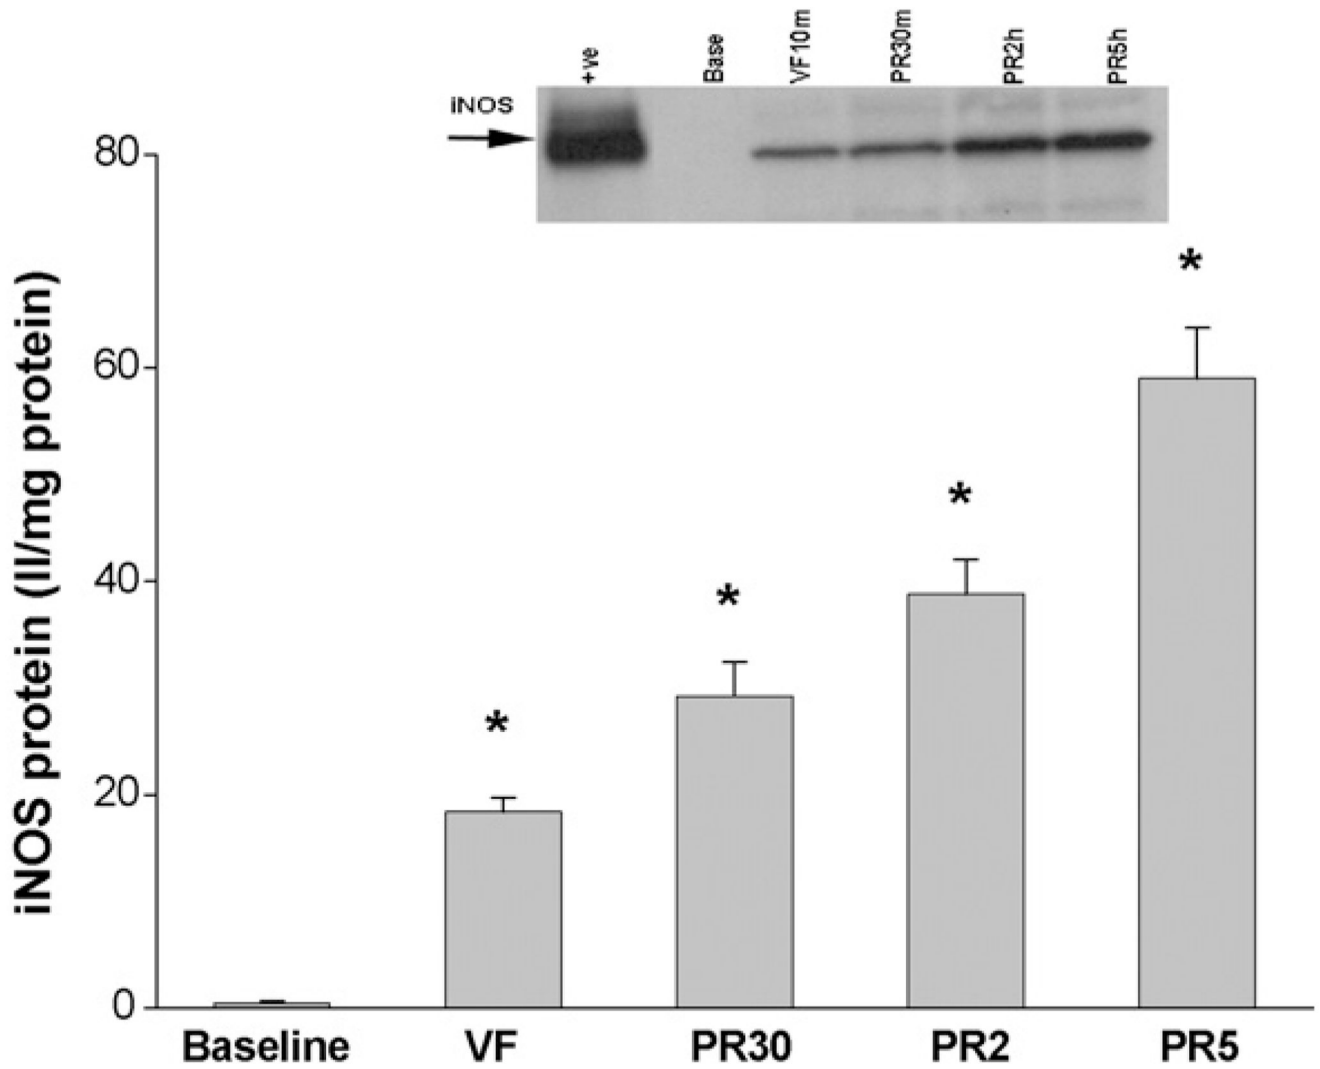 +ve
Base
VF10m
PR30m
PR2h
PR5h
iNOS
80
60
40
20
0
iNOS protein (II/mg protein)
*
*
*
*
Baseline VF PR30 PR2 PR5